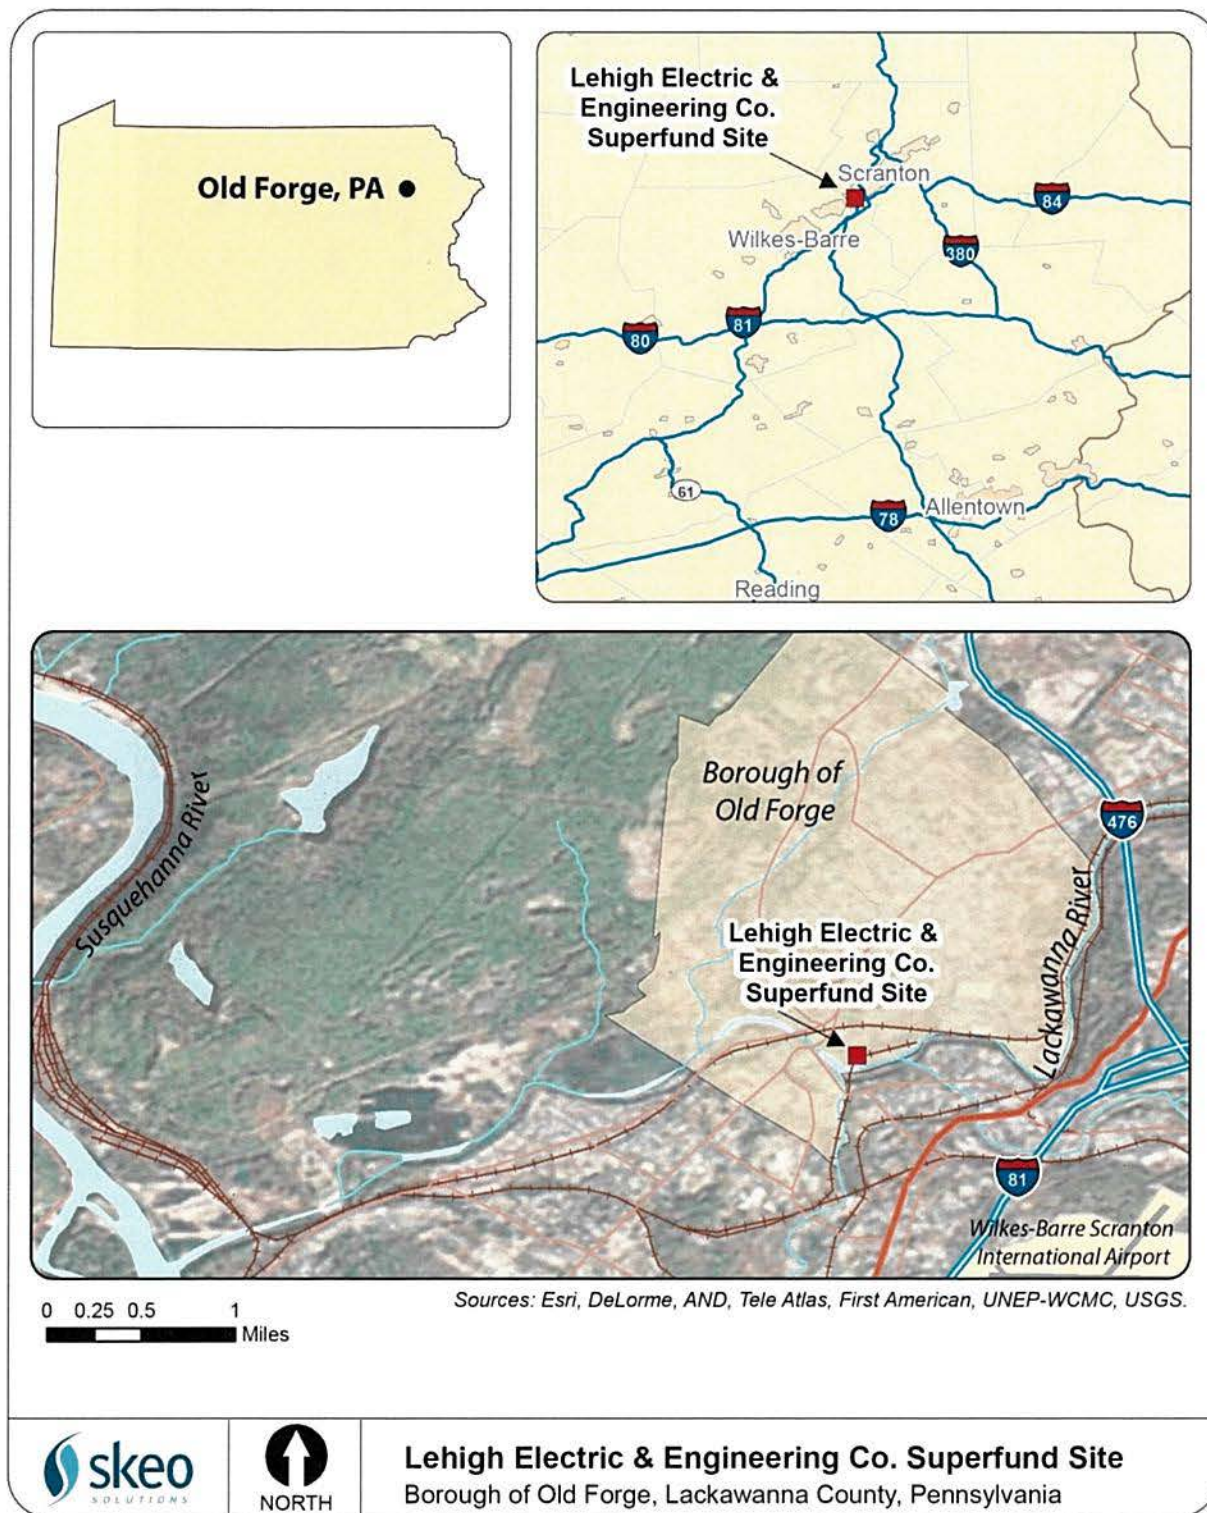 Old Forge, PA
Lehigh Electric &
Engineering Co.
Superfund Site
Scranton
84
Wilkes-Barre
380
81
80
61
78
Allentown
Reading
Susquehanna River
Borough of
Old Forge
476
Lackawanna River
Lehigh Electric &
Engineering Co.
Superfund Site
81
Wilkes-Barre Scranton
International Airport
0 0.25 0.5 1
Miles
Sources: Esri, DeLorme, AND, Tele Atlas, First American, UNEP-WCMC, USGS.
skeo
SOLUTIONS
NORTH
Lehigh Electric & Engineering Co. Superfund Site
Borough of Old Forge, Lackawanna County, Pennsylvania